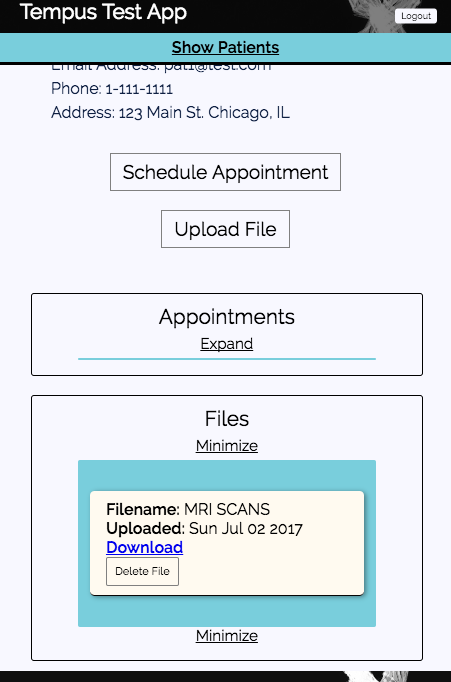 Tempus Test App
Logout
Show Patients
Email Address: pat1@test.com
Phone: 1-111-1111
Address: 123 Main St. Chicago, IL
Schedule Appointment
Upload File
Appointments
Expand
Files
Minimize
Filename: MRI SCANS
Uploaded: Sun Jul 02 2017
Download
Delete File
Minimize